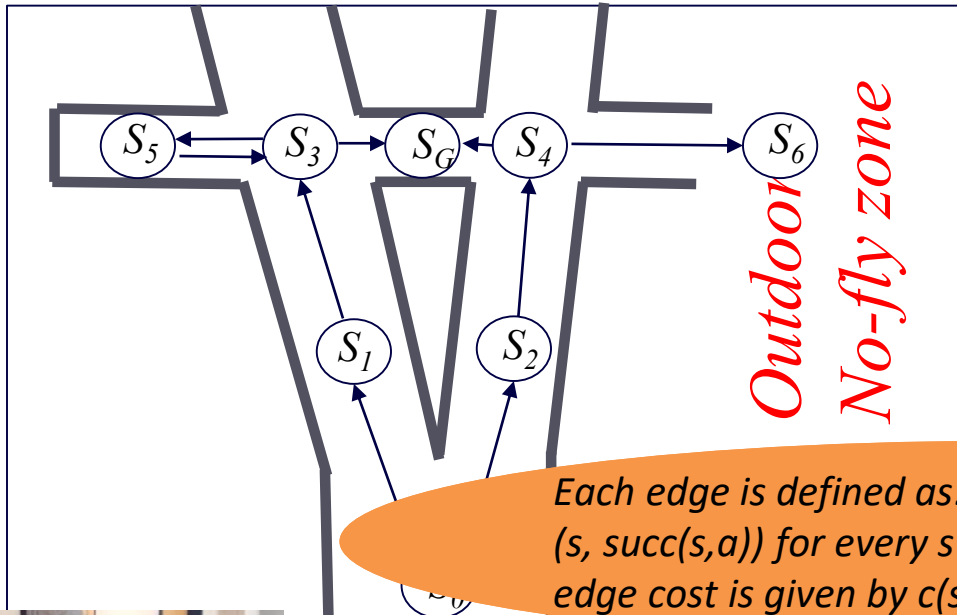 S5
S3
SG
S4
S6
S1
S2
Outdoor
No-fly zone
Each edge is defined as:
(s, succ(s,a)) for every s
edge cost is given by c(s